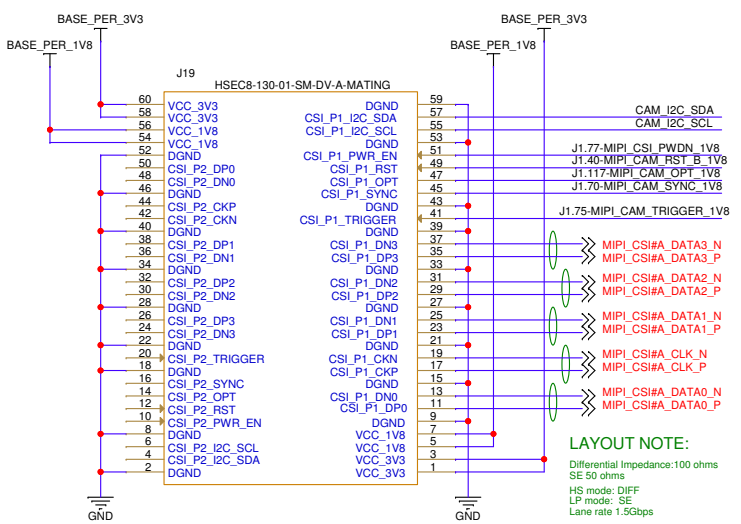 BASE_PER_3V3
BASE_PER_1V8
BASE_PER_3V3
BASE_PER_1V8
J19
HSEC8-130-01-SM-DV-A-MATING
60 VCC_3V3 DGND 59
58 VCC_3V3 CSI_P1_I2C_SDA 57 CAM_I2C_SDA
56 VCC_1V8 CSI_P1_I2C_SCL 55 CAM_I2C_SCL
54 VCC_1V8 DGND 53
52 DGND CSI_P1_PWR_EN 51 J1.77-MIPI_CSI_PWDN_1V8
50 CSI_P2_DP0 CSI_P1_RST 49 J1.40-MIPI_CAM_RST_B_1V8
48 CSI_P2_DN0 CSI_P1_OPT 47 J1.117-MIPI_CAM_OPT_1V8
46 DGND CSI_P1_SYNC 45 J1.70-MIPI_CAM_SYNC_1V8
44 CSI_P2_CKP DGND 43
42 CSI_P2_CKN CSI_P1_TRIGGER 41 J1.75-MIPI_CAM_TRIGGER_1V8
40 DGND DGND 39
38 CSI_P2_DP1 CSI_P1_DN3 37 MIPI_CSI#A_DATA3_N
36 CSI_P2_DN1 CSI_P1_DP3 35 MIPI_CSI#A_DATA3_P
34 DGND DGND 33
32 CSI_P2_DP2 CSI_P1_DN2 31 MIPI_CSI#A_DATA2_N
30 CSI_P2_DN2 CSI_P1_DP2 29 MIPI_CSI#A_DATA2_P
28 DGND DGND 27
26 CSI_P2_DP3 CSI_P1_DN1 25 MIPI_CSI#A_DATA1_N
24 CSI_P2_DN3 CSI_P1_DP1 23 MIPI_CSI#A_DATA1_P
22 DGND DGND 21
20 CSI_P2_TRIGGER CSI_P1_CKN 19 MIPI_CSI#A_CLK_N
18 DGND CSI_P1_CKP 17 MIPI_CSI#A_CLK_P
16 CSI_P2_SYNC DGND 15
14 CSI_P2_OPT CSI_P1_DN0 13 MIPI_CSI#A_DATA0_N
12 CSI_P2_RST CSI_P1_DP0 11 MIPI_CSI#A_DATA0_P
10 CSI_P2_PWR_EN DGND 9
8 DGND VCC_1V8 7
6 CSI_P2_I2C_SCL VCC_1V8 5
4 CSI_P2_I2C_SDA VCC_3V3 3
2 DGND VCC_3V3 1
GND
GND
LAYOUT NOTE:
Differential Impedance:100 ohms
SE 50 ohms
HS mode: DIFF
LP mode: SE
Lane rate 1.5Gbps